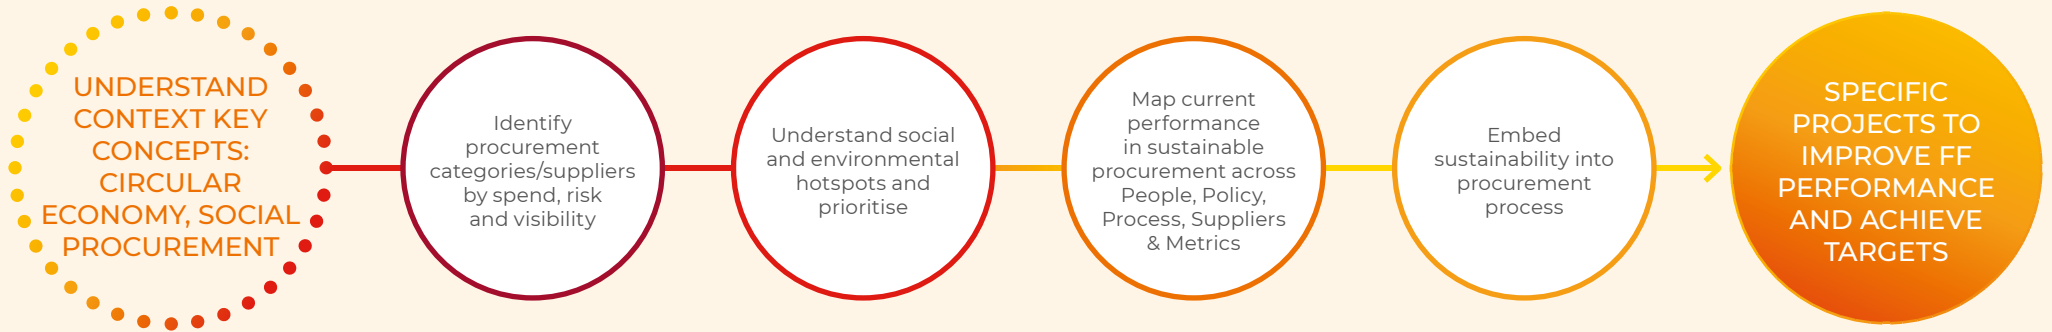 UNDERSTAND
CONTEXT KEY
CONCEPTS:
CIRCULAR
ECONOMY, SOCIAL
PROCUREMENT
Identify
procurement
categories/suppliers
by spend, risk
and visibility
Understand social
and environmental
hotspots and
prioritise
Map current
performance
in sustainable
procurement across
People, Policy,
Process, Suppliers
& Metrics
Embed
sustainability into
procurement
process
SPECIFIC
PROJECTS TO
IMPROVE FF
PERFORMANCE
AND ACHIEVE
TARGETS